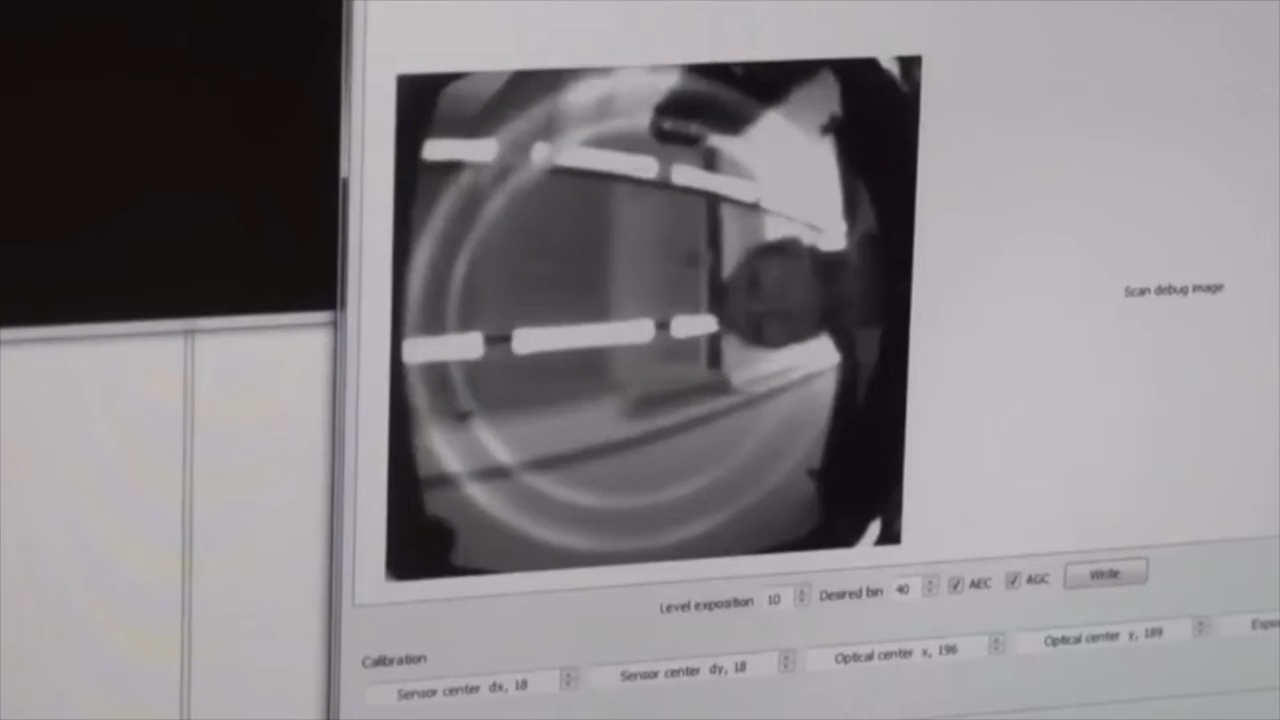 Scan debug image
Level exposition 10 Desired bin 40 AEC AGC Write
Calibration
Sensor center dx, 18 Sensor center dy, 18 Optical center x, 196 Optical center y, 189